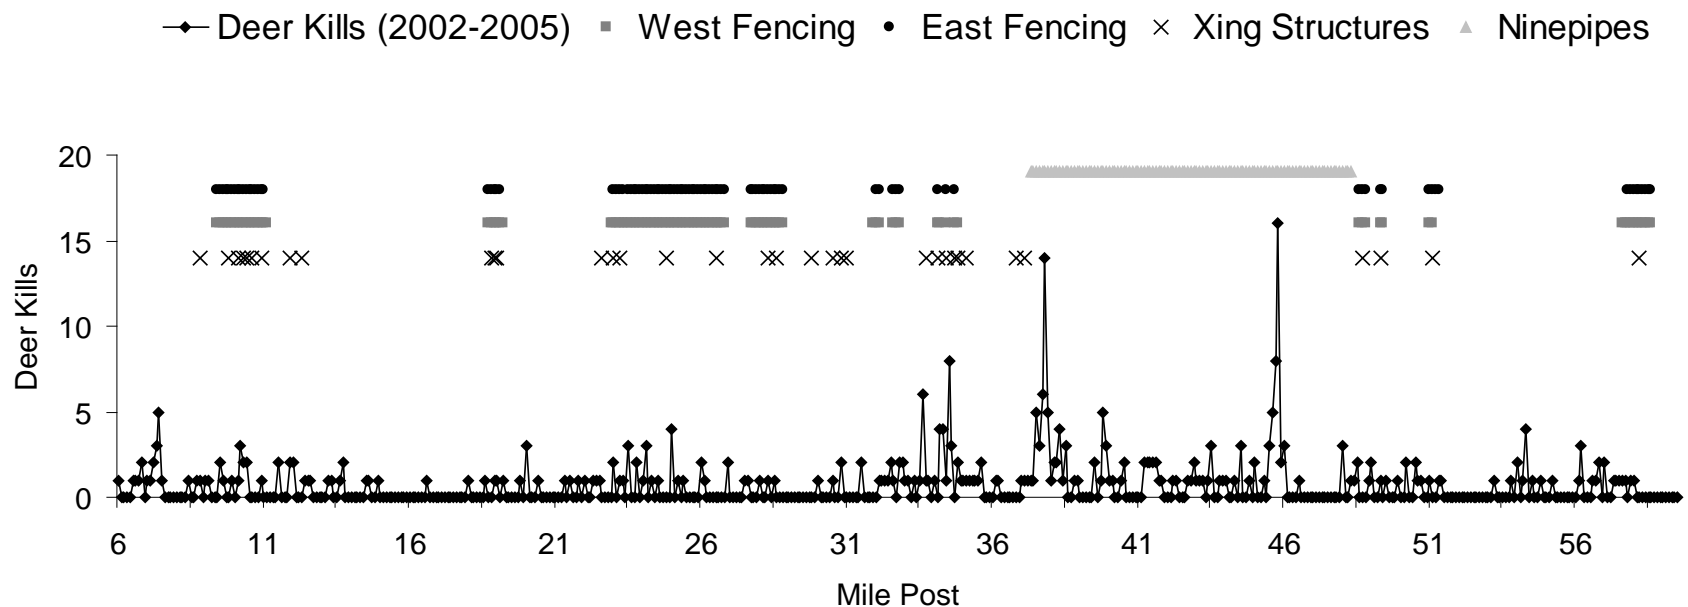 Deer Kills (2002-2005) West Fencing East Fencing Xing Structures Ninepipes
20
15
10
5
0
Deer Kills
6 11 16 21 26 31 36 41 46 51 56
Mile Post